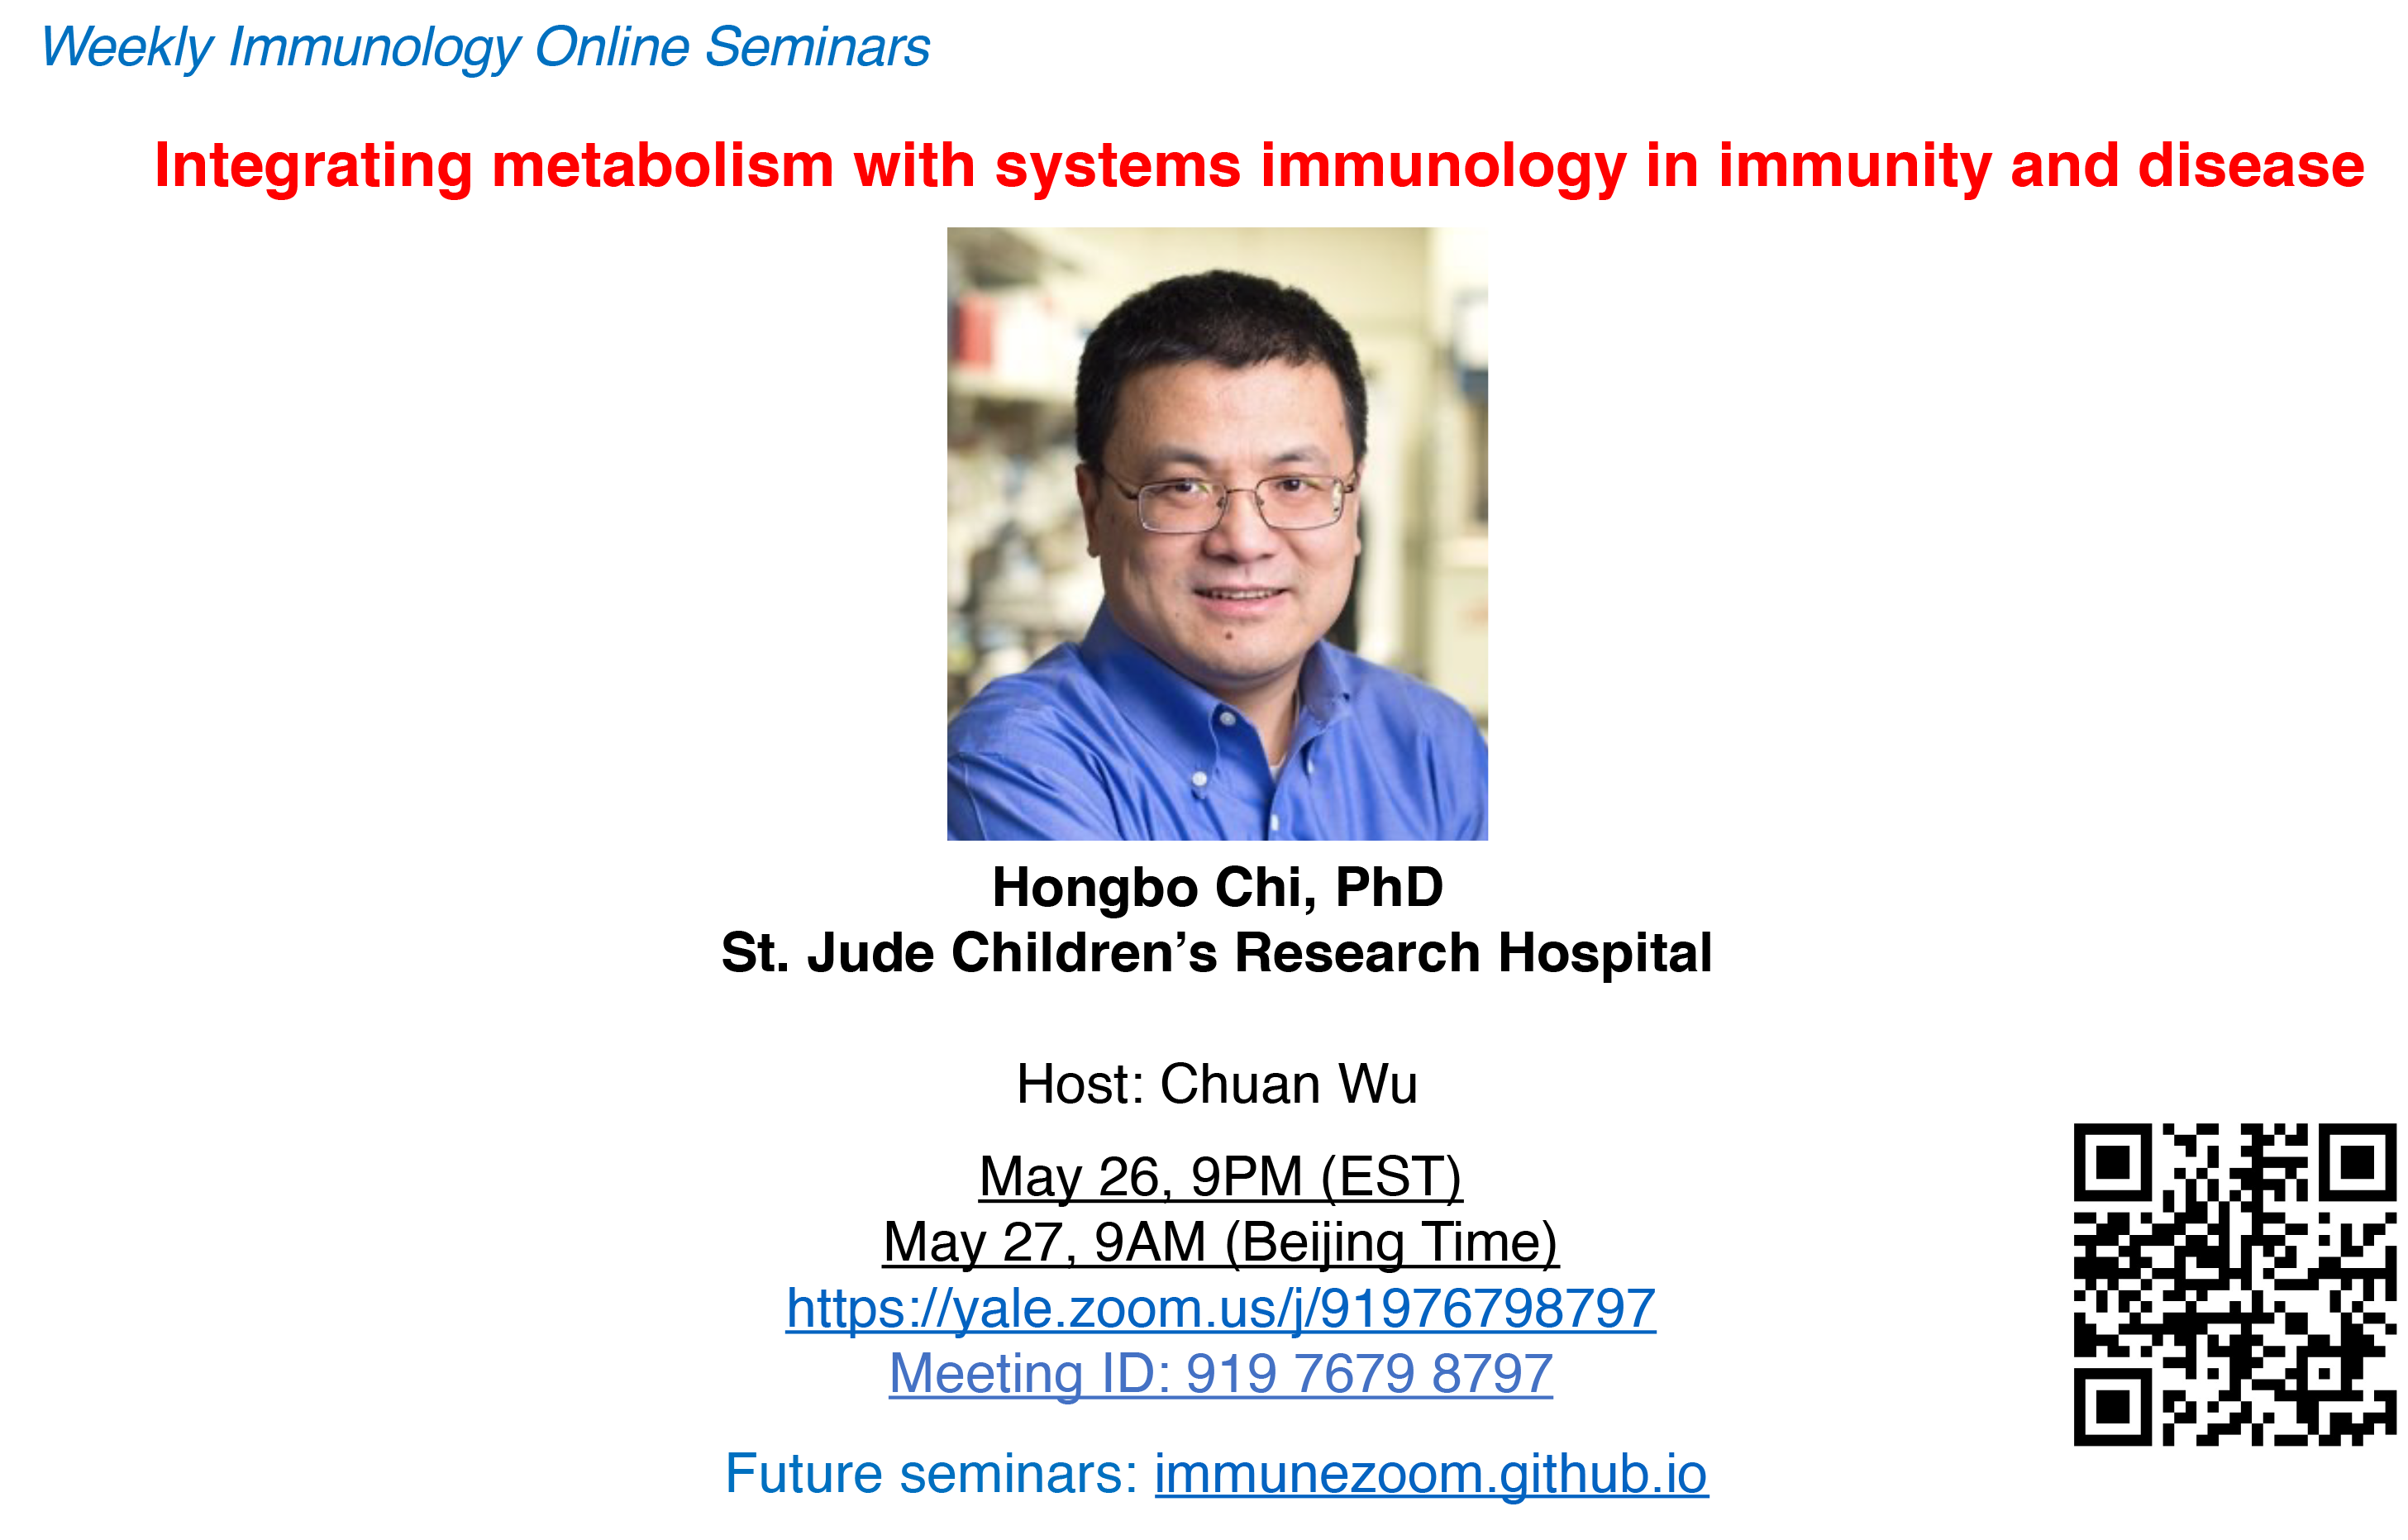 Weekly Immunology Online Seminars
Integrating metabolism with systems immunology in immunity and disease
Hongbo Chi, PhD
St. Jude Children’s Research Hospital
Host: Chuan Wu
May 26, 9PM (EST)
May 27, 9AM (Beijing Time)
https://yale.zoom.us/j/91976798797
Meeting ID: 919 7679 8797
Future seminars: immunezoom.github.io